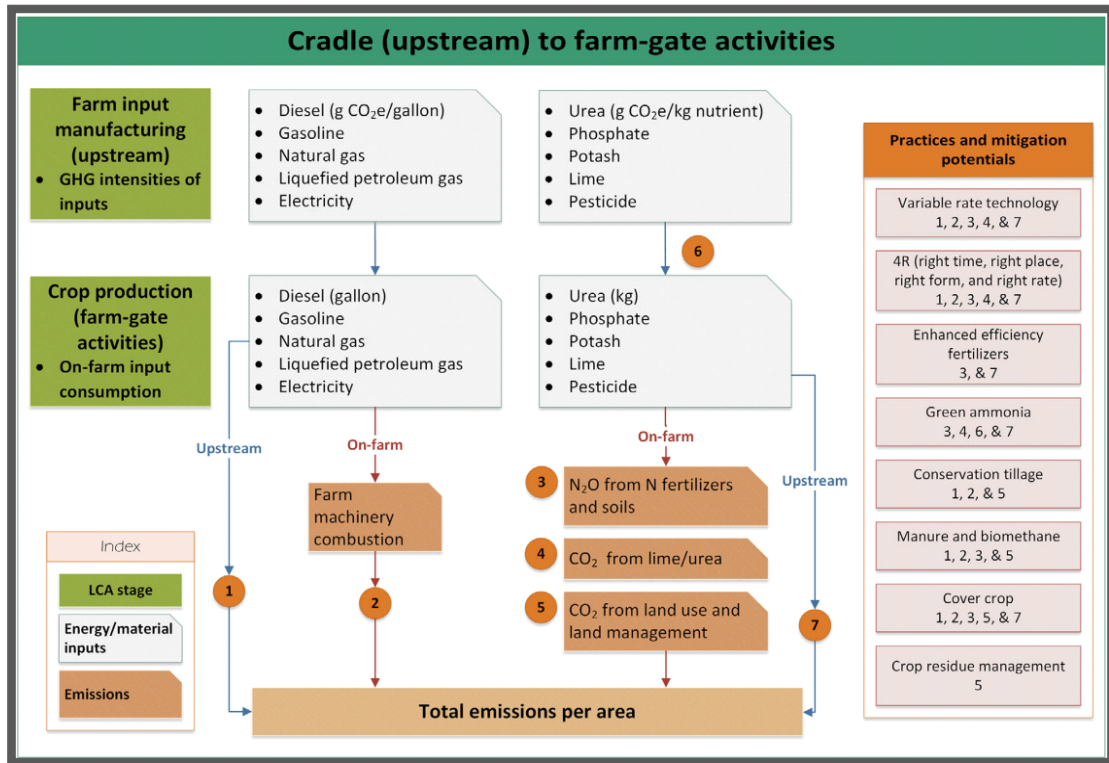 Cradle (upstream) to farm-gate activities
Farm input
manufacturing
(upstream)
• GHG intensities of
inputs
• Diesel (g CO₂e/gallon)
• Gasoline
• Natural gas
• Liquefied petroleum gas
• Electricity
• Urea (g CO₂e/kg nutrient)
• Phosphate
• Potash
• Lime
• Pesticide
6
Crop production
(farm-gate
activities)
• On-farm input
consumption
• Diesel (gallon)
• Gasoline
• Natural gas
• Liquefied petroleum gas
• Electricity
• Urea (kg)
• Phosphate
• Potash
• Lime
• Pesticide
Upstream
On-farm
On-farm
Upstream
Farm
machinery
combustion
3
N₂O from N fertilizers
and soils
4
CO₂ from lime/urea
5
CO₂ from land use and
land management
1
2
7
Total emissions per area
Index
LCA stage
Energy/material
inputs
Emissions
Practices and mitigation
potentials
Variable rate technology
1, 2, 3, 4, & 7
4R (right time, right place,
right form, and right rate)
1, 2, 3, 4, & 7
Enhanced efficiency
fertilizers
3, & 7
Green ammonia
3, 4, 6, & 7
Conservation tillage
1, 2, & 5
Manure and biomethane
1, 2, 3, & 5
Cover crop
1, 2, 3, 5, & 7
Crop residue management
5